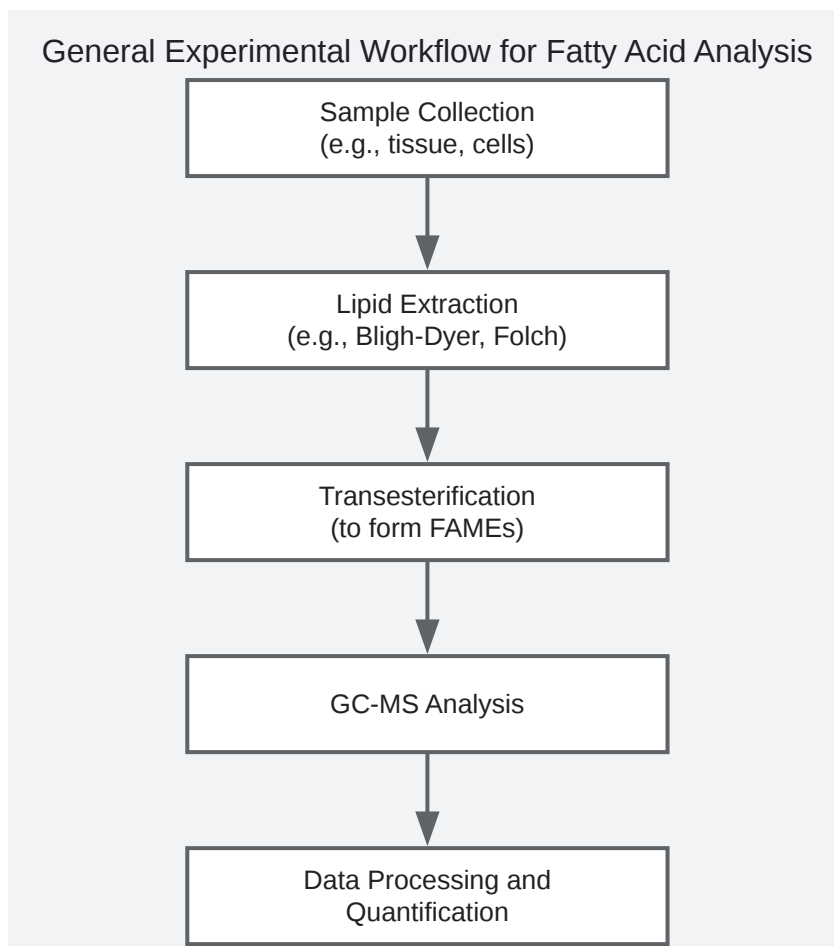 General Experimental Workflow for Fatty Acid Analysis
Sample Collection
(e.g., tissue, cells)
Lipid Extraction
(e.g., Bligh-Dyer, Folch)
Transesterification
(to form FAMEs)
GC-MS Analysis
Data Processing and
Quantification